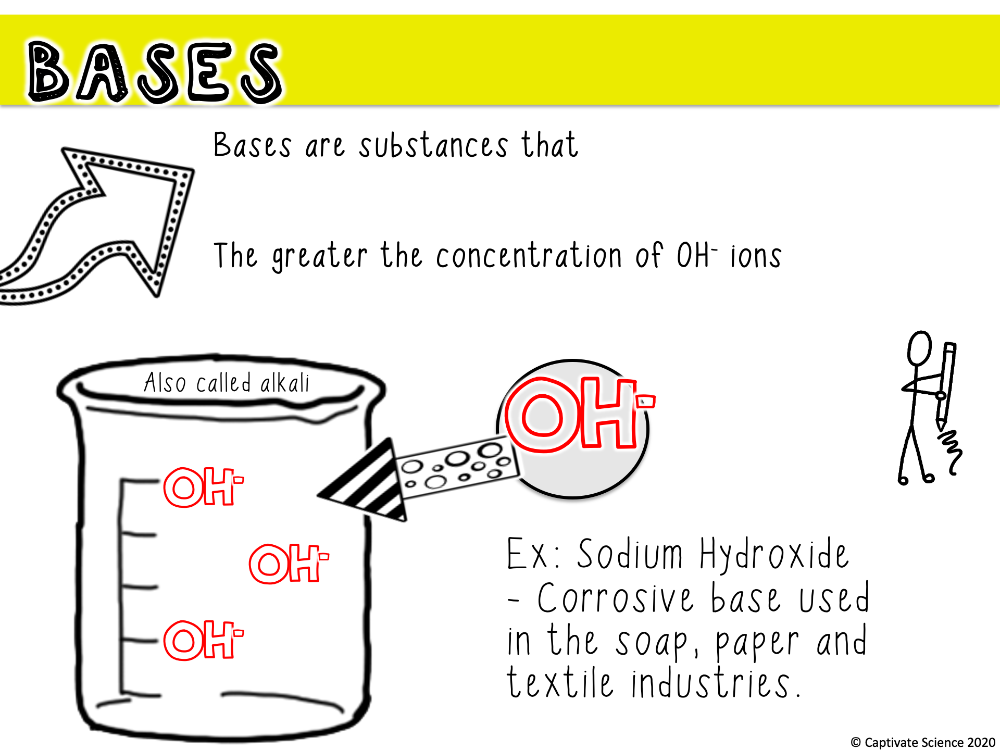 BASES
Bases are substances that
The greater the concentration of OH⁻ ions
Also called alkali
OH⁻
OH⁻
OH⁻
OH⁻
Ex: Sodium Hydroxide
- Corrosive base used
in the soap, paper and
textile industries.
© Captivate Science 2020